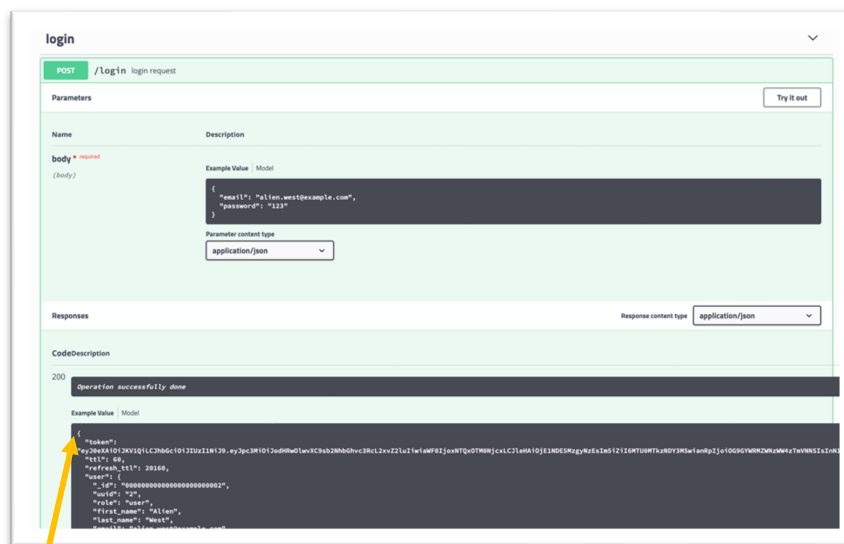 login
POST /login login request
Parameters
Try it out
Name Description
body * required
(body)
Example Value | Model
{
"email": "alien.west@example.com",
"password": "123"
}
Parameter content type
application/json
Responses
Response content type application/json
CodeDescription
200
Operation successfully done
Example Value | Model
{
"token":
"ttl": 60,
"refresh_ttl": 20160,
"user": {
"_id": "000000000000000000000002",
"uuid": "2",
"role": "user",
"first_name": "Alien",
"last_name": "West",